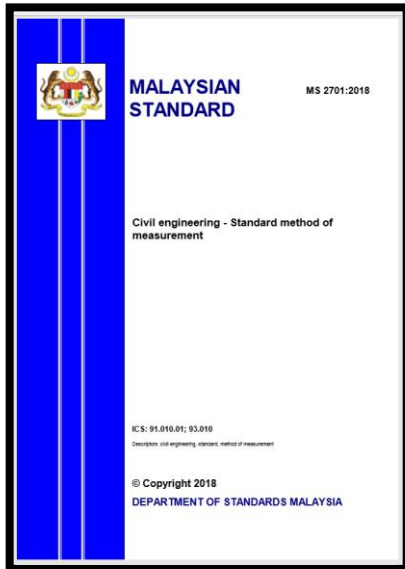 MALAYSIAN STANDARD
MS 2701:2018
Civil engineering - Standard method of
measurement
ICS: 91.010.01; 93.010
Descriptors: civil engineering, standard, method of measurement
© Copyright 2018
DEPARTMENT OF STANDARDS MALAYSIA